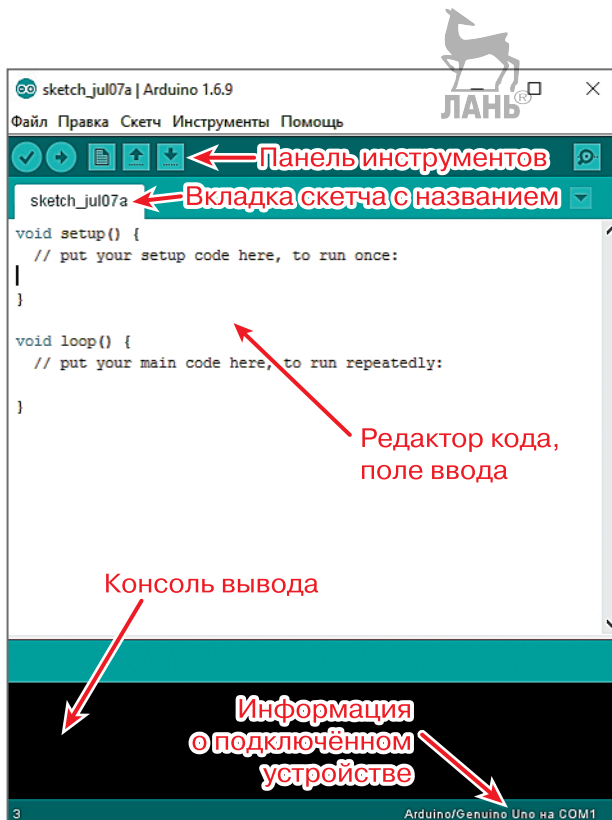 ЛАНЬ®
sketch_jul07a | Arduino 1.6.9
Файл Правка Скетч Инструменты Помощь
Панель инструментов
sketch_jul07a
Вкладка скетча с названием
void setup() {
// put your setup code here, to run once:
}
void loop() {
// put your main code here, to run repeatedly:
}
Редактор кода,
поле ввода
Консоль вывода
Информация
о подключённом
устройстве
3
Arduino/Genuino Uno на COM1